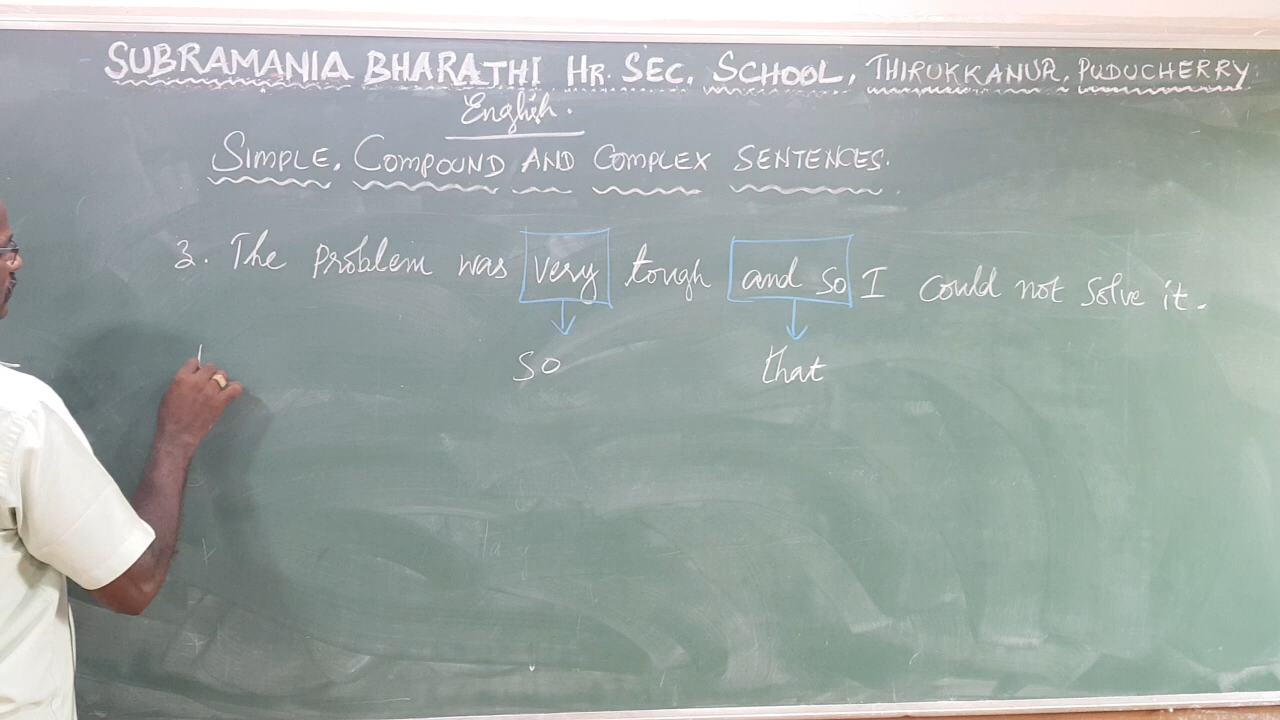 SUBRAMANIA BHARATHI HR. SEC. SCHOOL, THIRUKKANUR, PUDUCHERRY
English.
SIMPLE, COMPOUND AND COMPLEX SENTENCES.
3. The problem was very tough and so I could not solve it.
so that